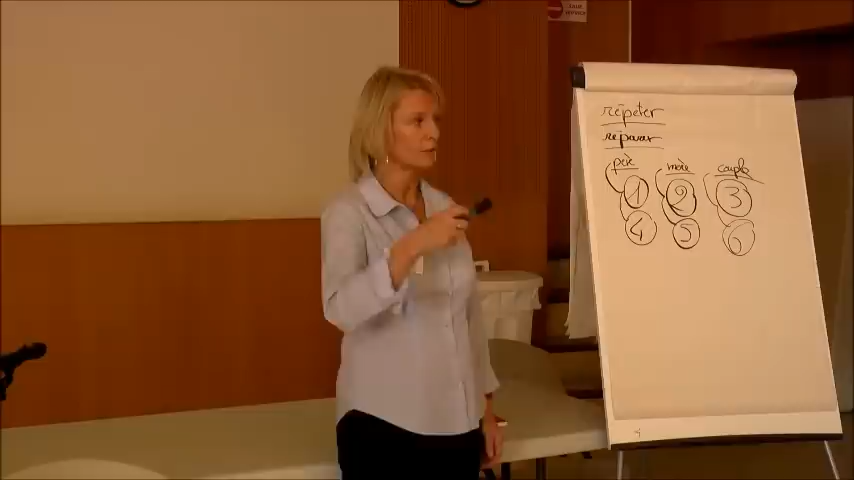 répéter
réparer
père mère couple
1 2 3
4 5 6